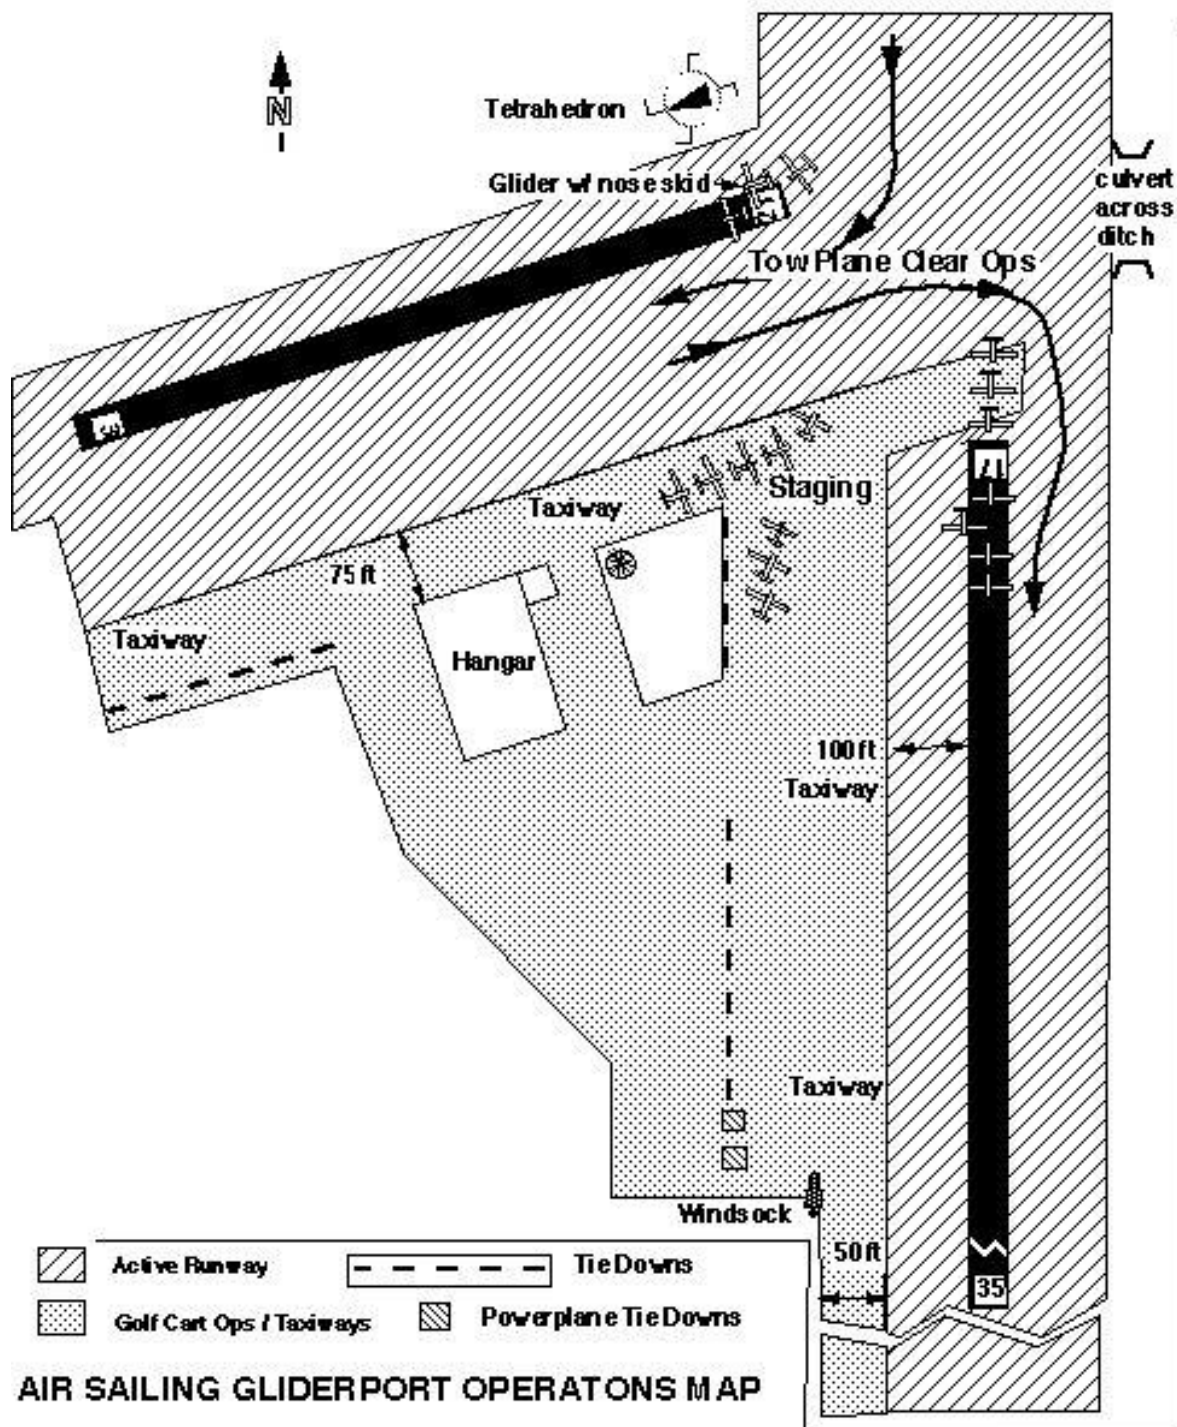 N
Tetrahedron
Glider w/ nose skid
culvert
across
ditch
Tow Plane Clear Ops
17
Staging
Taxiway
75 ft
Taxiway
Hangar
100 ft
Taxiway
Taxiway
Windsock
50 ft
35
Active Runway
Tie Downs
Golf Cart Ops / Taxiways
Powerplane Tie Downs
AIR SAILING GLIDERPORT OPERATONS MAP